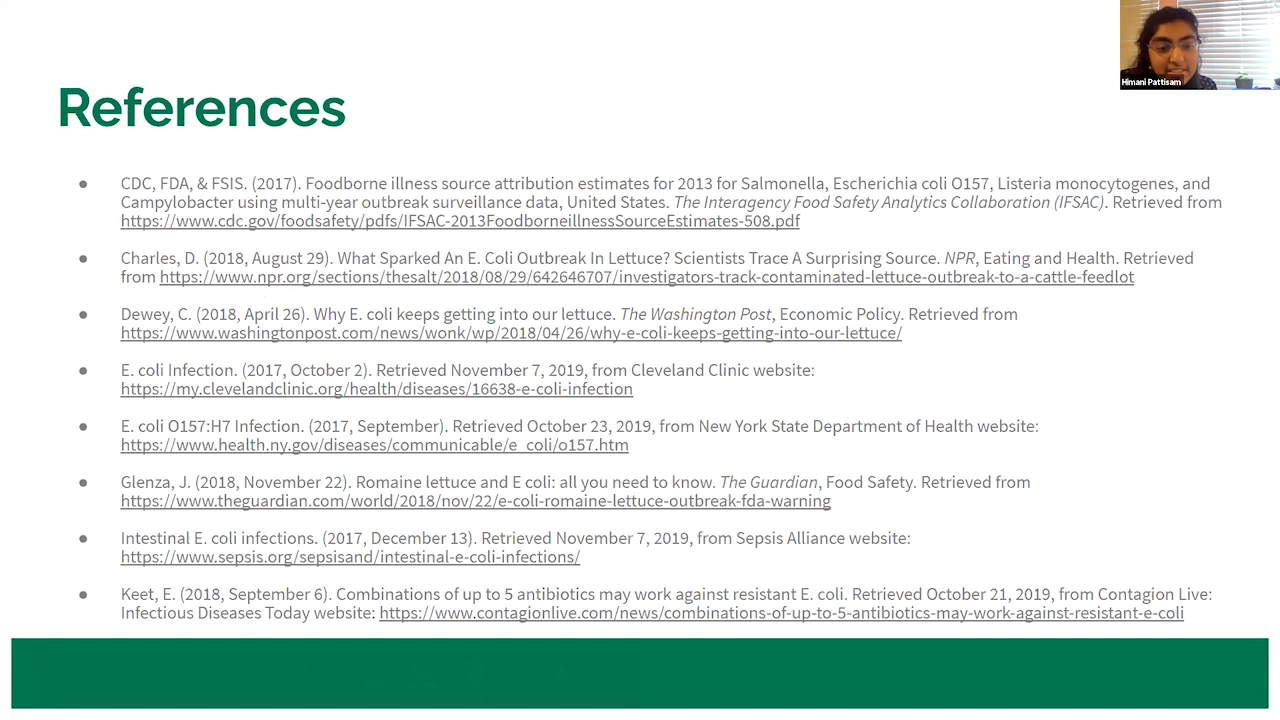 Himani Pattisam
References
● CDC, FDA, & FSIS. (2017). Foodborne illness source attribution estimates for 2013 for Salmonella, Escherichia coli O157, Listeria monocytogenes, and
Campylobacter using multi-year outbreak surveillance data, United States. The Interagency Food Safety Analytics Collaboration (IFSAC). Retrieved from
https://www.cdc.gov/foodsafety/pdfs/IFSAC-2013FoodborneillnessSourceEstimates-508.pdf
● Charles, D. (2018, August 29). What Sparked An E. Coli Outbreak In Lettuce? Scientists Trace A Surprising Source. NPR, Eating and Health. Retrieved
from https://www.npr.org/sections/thesalt/2018/08/29/642646707/investigators-track-contaminated-lettuce-outbreak-to-a-cattle-feedlot
● Dewey, C. (2018, April 26). Why E. coli keeps getting into our lettuce. The Washington Post, Economic Policy. Retrieved from
https://www.washingtonpost.com/news/wonk/wp/2018/04/26/why-e-coli-keeps-getting-into-our-lettuce/
● E. coli Infection. (2017, October 2). Retrieved November 7, 2019, from Cleveland Clinic website:
https://my.clevelandclinic.org/health/diseases/16638-e-coli-infection
● E. coli O157:H7 Infection. (2017, September). Retrieved October 23, 2019, from New York State Department of Health website:
https://www.health.ny.gov/diseases/communicable/e_coli/o157.htm
● Glenza, J. (2018, November 22). Romaine lettuce and E coli: all you need to know. The Guardian, Food Safety. Retrieved from
https://www.theguardian.com/world/2018/nov/22/e-coli-romaine-lettuce-outbreak-fda-warning
● Intestinal E. coli infections. (2017, December 13). Retrieved November 7, 2019, from Sepsis Alliance website:
https://www.sepsis.org/sepsisand/intestinal-e-coli-infections/
● Keet, E. (2018, September 6). Combinations of up to 5 antibiotics may work against resistant E. coli. Retrieved October 21, 2019, from Contagion Live:
Infectious Diseases Today website: https://www.contagionlive.com/news/combinations-of-up-to-5-antibiotics-may-work-against-resistant-e-coli